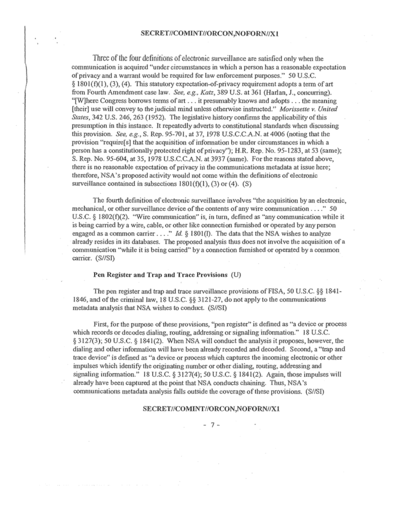 SECRET//COMINT//ORCON,NOFORN//X1
Three of the four definitions of electronic surveillance are satisfied only when the
communication is acquired "under circumstances in which a person has a reasonable expectation
of privacy and a warrant would be required for law enforcement purposes." 50 U.S.C.
§ 1801(f)(1), (3), (4). This statutory expectation-of-privacy requirement adopts a term of art
from Fourth Amendment case law. See, e.g., Katz, 389 U.S. at 361 (Harlan, J., concurring).
"[W]here Congress borrows terms of art . . . it presumably knows and adopts . . . the meaning
[their] use will convey to the judicial mind unless otherwise instructed." Morissette v. United
States, 342 U.S. 246, 263 (1952). The legislative history confirms the applicability of this
presumption in this instance. It repeatedly adverts to constitutional standards when discussing
this provision. See, e.g., S. Rep. 95-701, at 37, 1978 U.S.C.C.A.N. at 4006 (noting that the
provision "require[s] that the acquisition of information be under circumstances in which a
person has a constitutionally protected right of privacy"); H.R. Rep. No. 95-1283, at 53 (same);
S. Rep. No. 95-604, at 35, 1978 U.S.C.C.A.N. at 3937 (same). For the reasons stated above,
there is no reasonable expectation of privacy in the communications metadata at issue here;
therefore, NSA's proposed activity would not come within the definitions of electronic
surveillance contained in subsections 1801(f)(1), (3) or (4). (S)
The fourth definition of electronic surveillance involves "the acquisition by an electronic,
mechanical, or other surveillance device of the contents of any wire communication . . . ." 50
U.S.C. § 1802(f)(2). "Wire communication" is, in turn, defined as "any communication while it
is being carried by a wire, cable, or other like connection furnished or operated by any person
engaged as a common carrier . . . ." Id. § 1801(l). The data that the NSA wishes to analyze
already resides in its databases. The proposed analysis thus does not involve the acquisition of a
communication "while it is being carried" by a connection furnished or operated by a common
carrier. (S//SI)
Pen Register and Trap and Trace Provisions (U)
The pen register and trap and trace surveillance provisions of FISA, 50 U.S.C. §§ 1841-
1846, and of the criminal law, 18 U.S.C. §§ 3121-27, do not apply to the communications
metadata analysis that NSA wishes to conduct. (S//SI)
First, for the purpose of these provisions, "pen register" is defined as "a device or process
which records or decodes dialing, routing, addressing or signaling information." 18 U.S.C.
§ 3127(3); 50 U.S.C. § 1841(2). When NSA will conduct the analysis it proposes, however, the
dialing and other information will have been already recorded and decoded. Second, a "trap and
trace device" is defined as "a device or process which captures the incoming electronic or other
impulses which identify the originating number or other dialing, routing, addressing and
signaling information." 18 U.S.C. § 3127(4); 50 U.S.C. § 1841(2). Again, those impulses will
already have been captured at the point that NSA conducts chaining. Thus, NSA's
communications metadata analysis falls outside the coverage of these provisions. (S//SI)
SECRET//COMINT//ORCON,NOFORN//X1
- 7 -